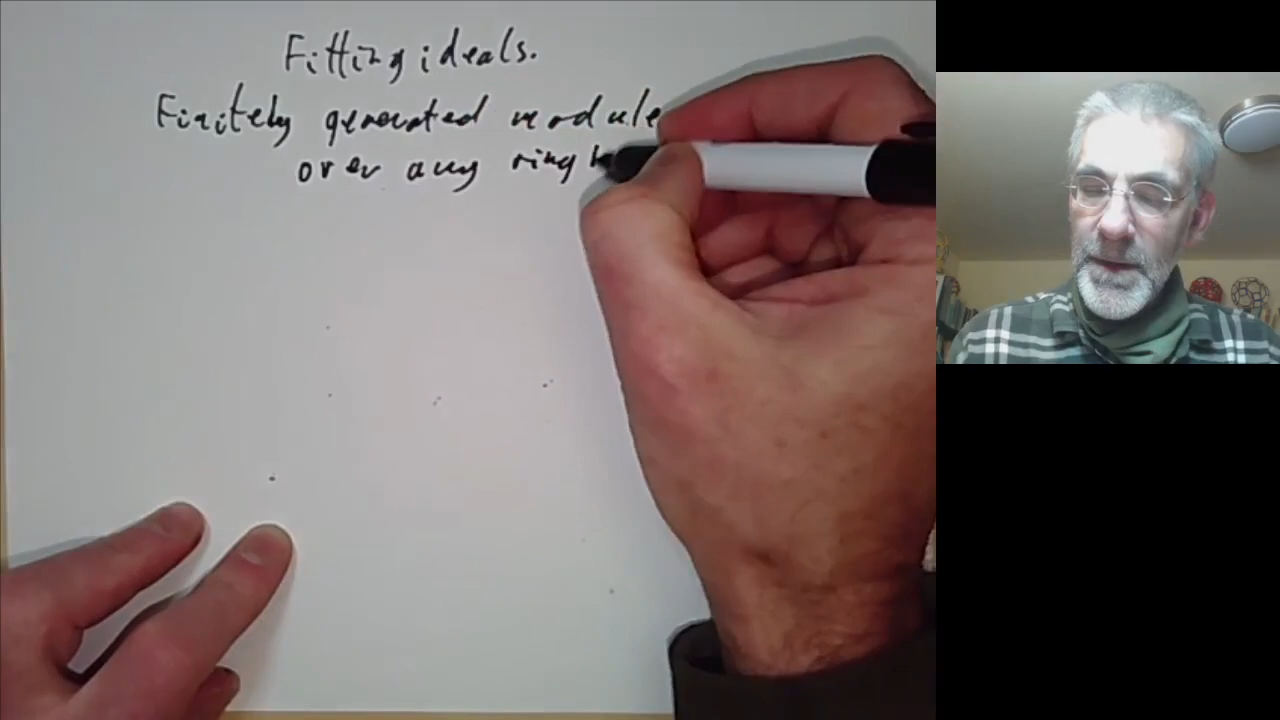 Fitting ideals.
Finitely generated module
over any ring